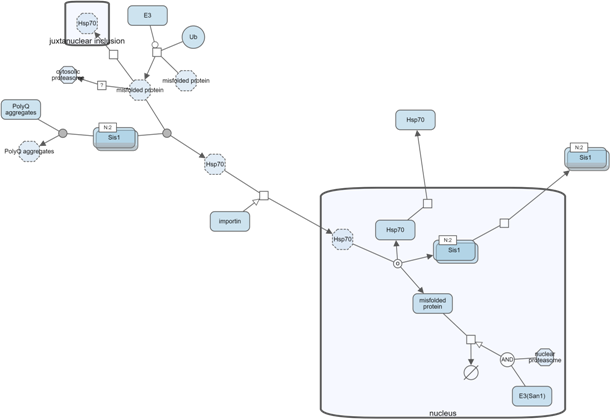 Hsp70
juxtanuclear inclusion
E3
Ub
cytosolic
proteasome
?
misfolded protein
misfolded protein
PolyQ
aggregates
N:2
Sis1
PolyQ aggregates
Hsp70
importin
Hsp70
N:2
Sis1
Hsp70
Hsp70
N:2
Sis1
misfolded
protein
AND
nuclear
proteasome
E3(San1)
nucleus